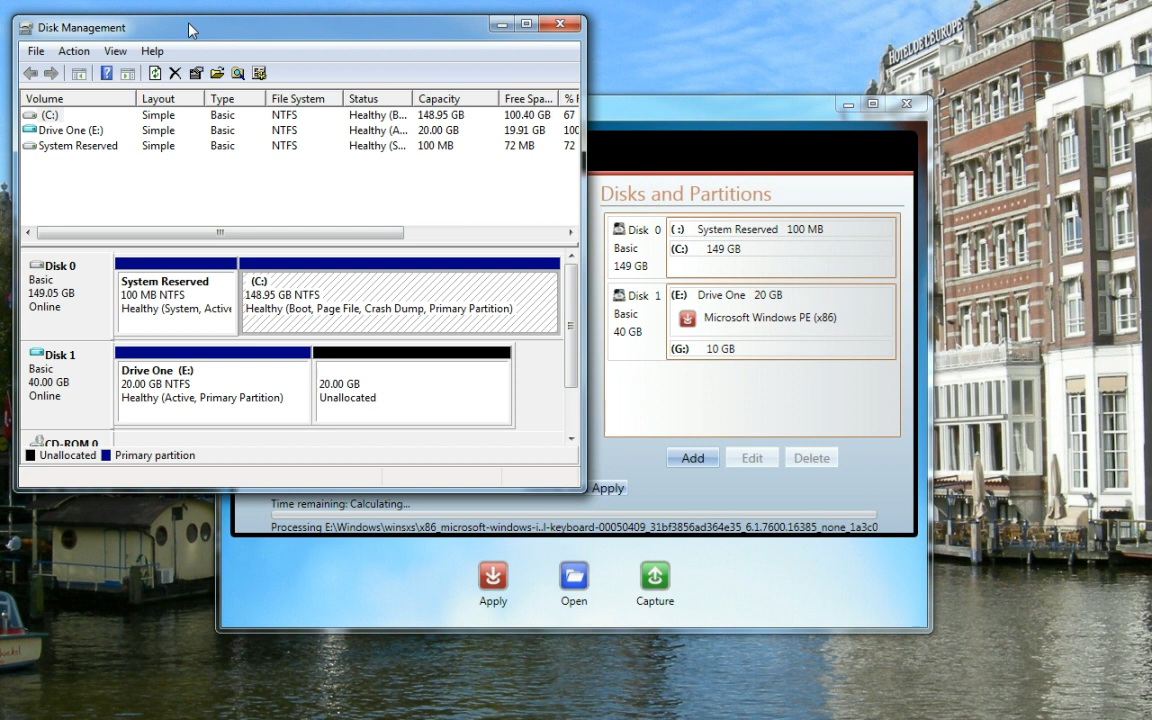 Disk Management
File Action View Help
Volume Layout Type File System Status Capacity Free Spa... % F
(C:) Simple Basic NTFS Healthy (B... 148.95 GB 100.40 GB 67
Drive One (E:) Simple Basic NTFS Healthy (A... 20.00 GB 19.91 GB 100
System Reserved Simple Basic NTFS Healthy (S... 100 MB 72 MB 72
Disk 0
Basic
149.05 GB
Online
System Reserved
100 MB NTFS
Healthy (System, Active
(C:)
148.95 GB NTFS
Healthy (Boot, Page File, Crash Dump, Primary Partition)
Disk 1
Basic
40.00 GB
Online
Drive One (E:)
20.00 GB NTFS
Healthy (Active, Primary Partition)
20.00 GB
Unallocated
CD-ROM 0
Unallocated Primary partition
Disks and Partitions
Disk 0
Basic
149 GB
( :) System Reserved 100 MB
(C:) 149 GB
Disk 1
Basic
40 GB
(E:) Drive One 20 GB
Microsoft Windows PE (x86)
(G:) 10 GB
Add Edit Delete
Apply
Time remaining: Calculating...
Processing E:\Windows\winsxs\x86_microsoft-windows-i..l-keyboard-00050409_31bf3856ad364e35_6.1.7600.16385_none_1a3c0
Apply Open Capture
HOTEL DE L'EUROPE